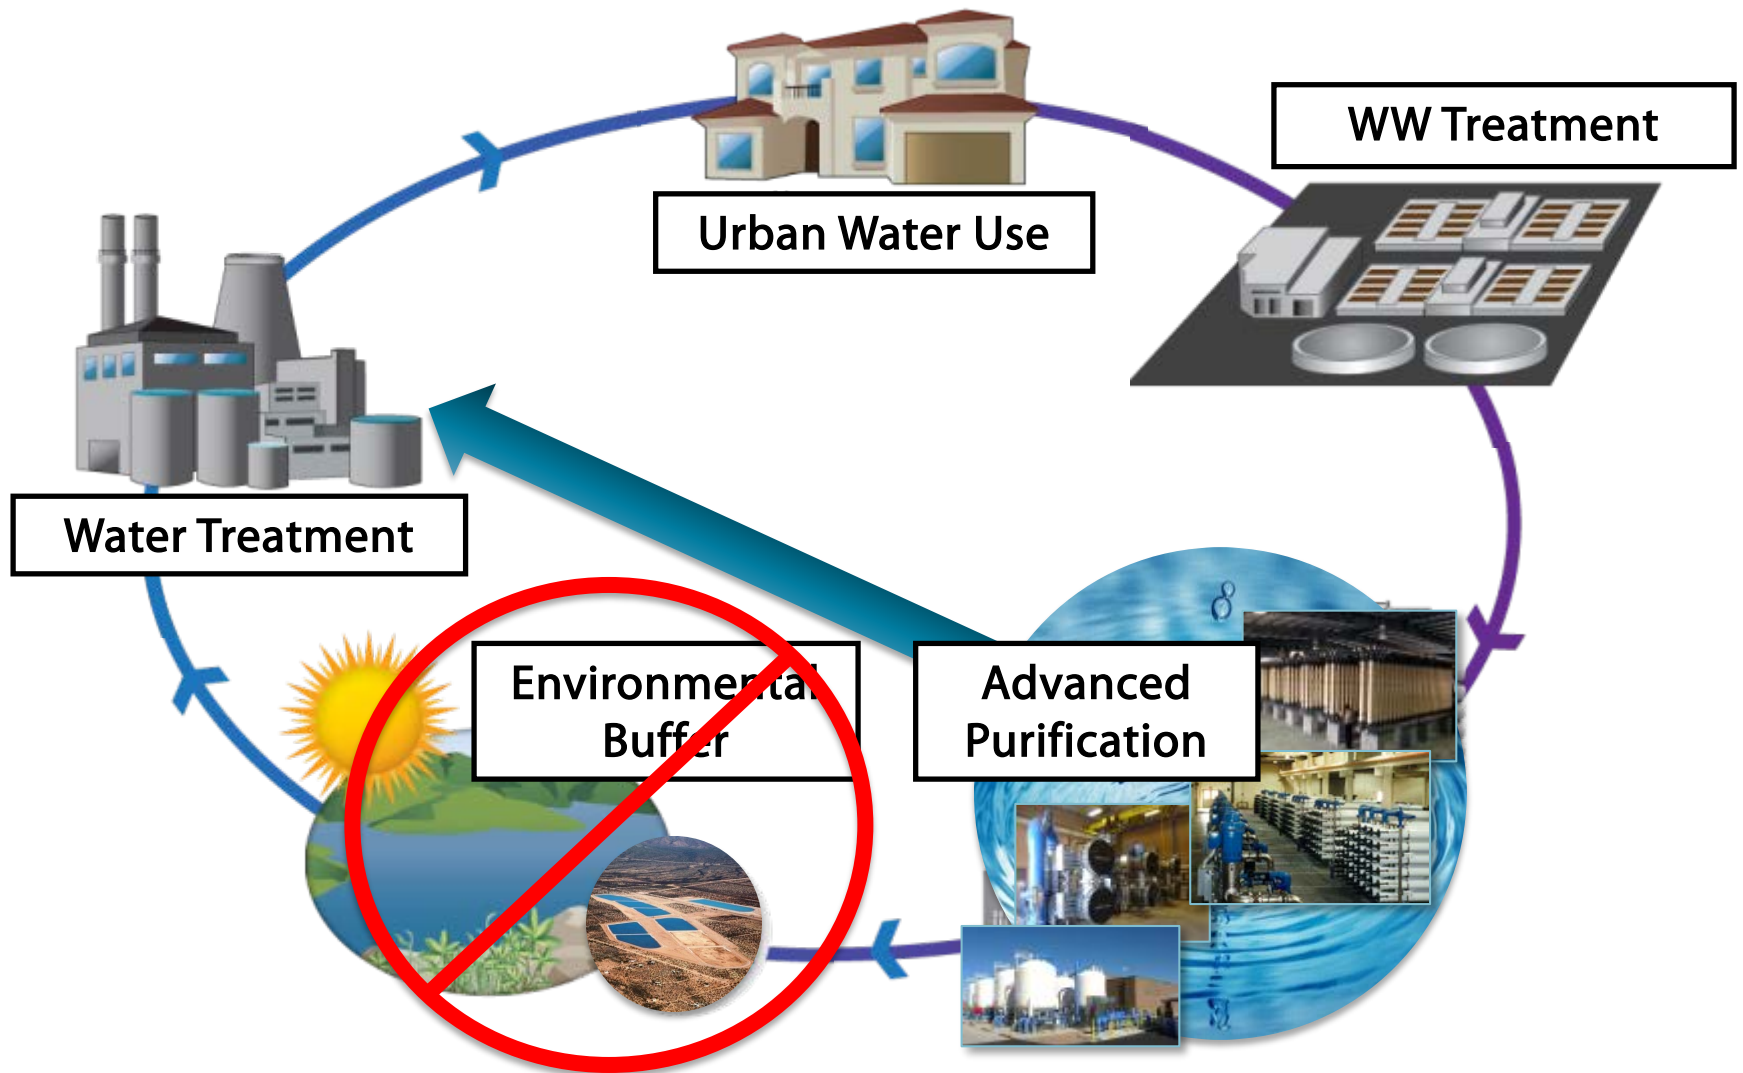 Urban Water Use
WW Treatment
Water Treatment
Environmental
Buffer
Advanced
Purification